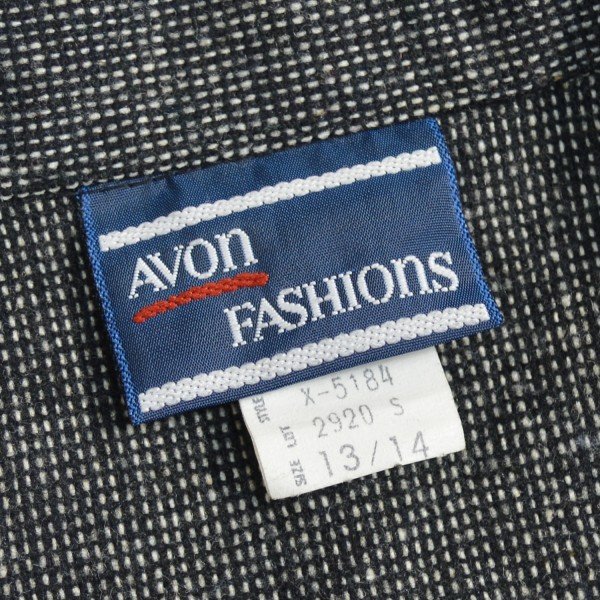 AVON
FASHIONS
STYLE X-5184
LOT 2920 S
SIZE 13/14